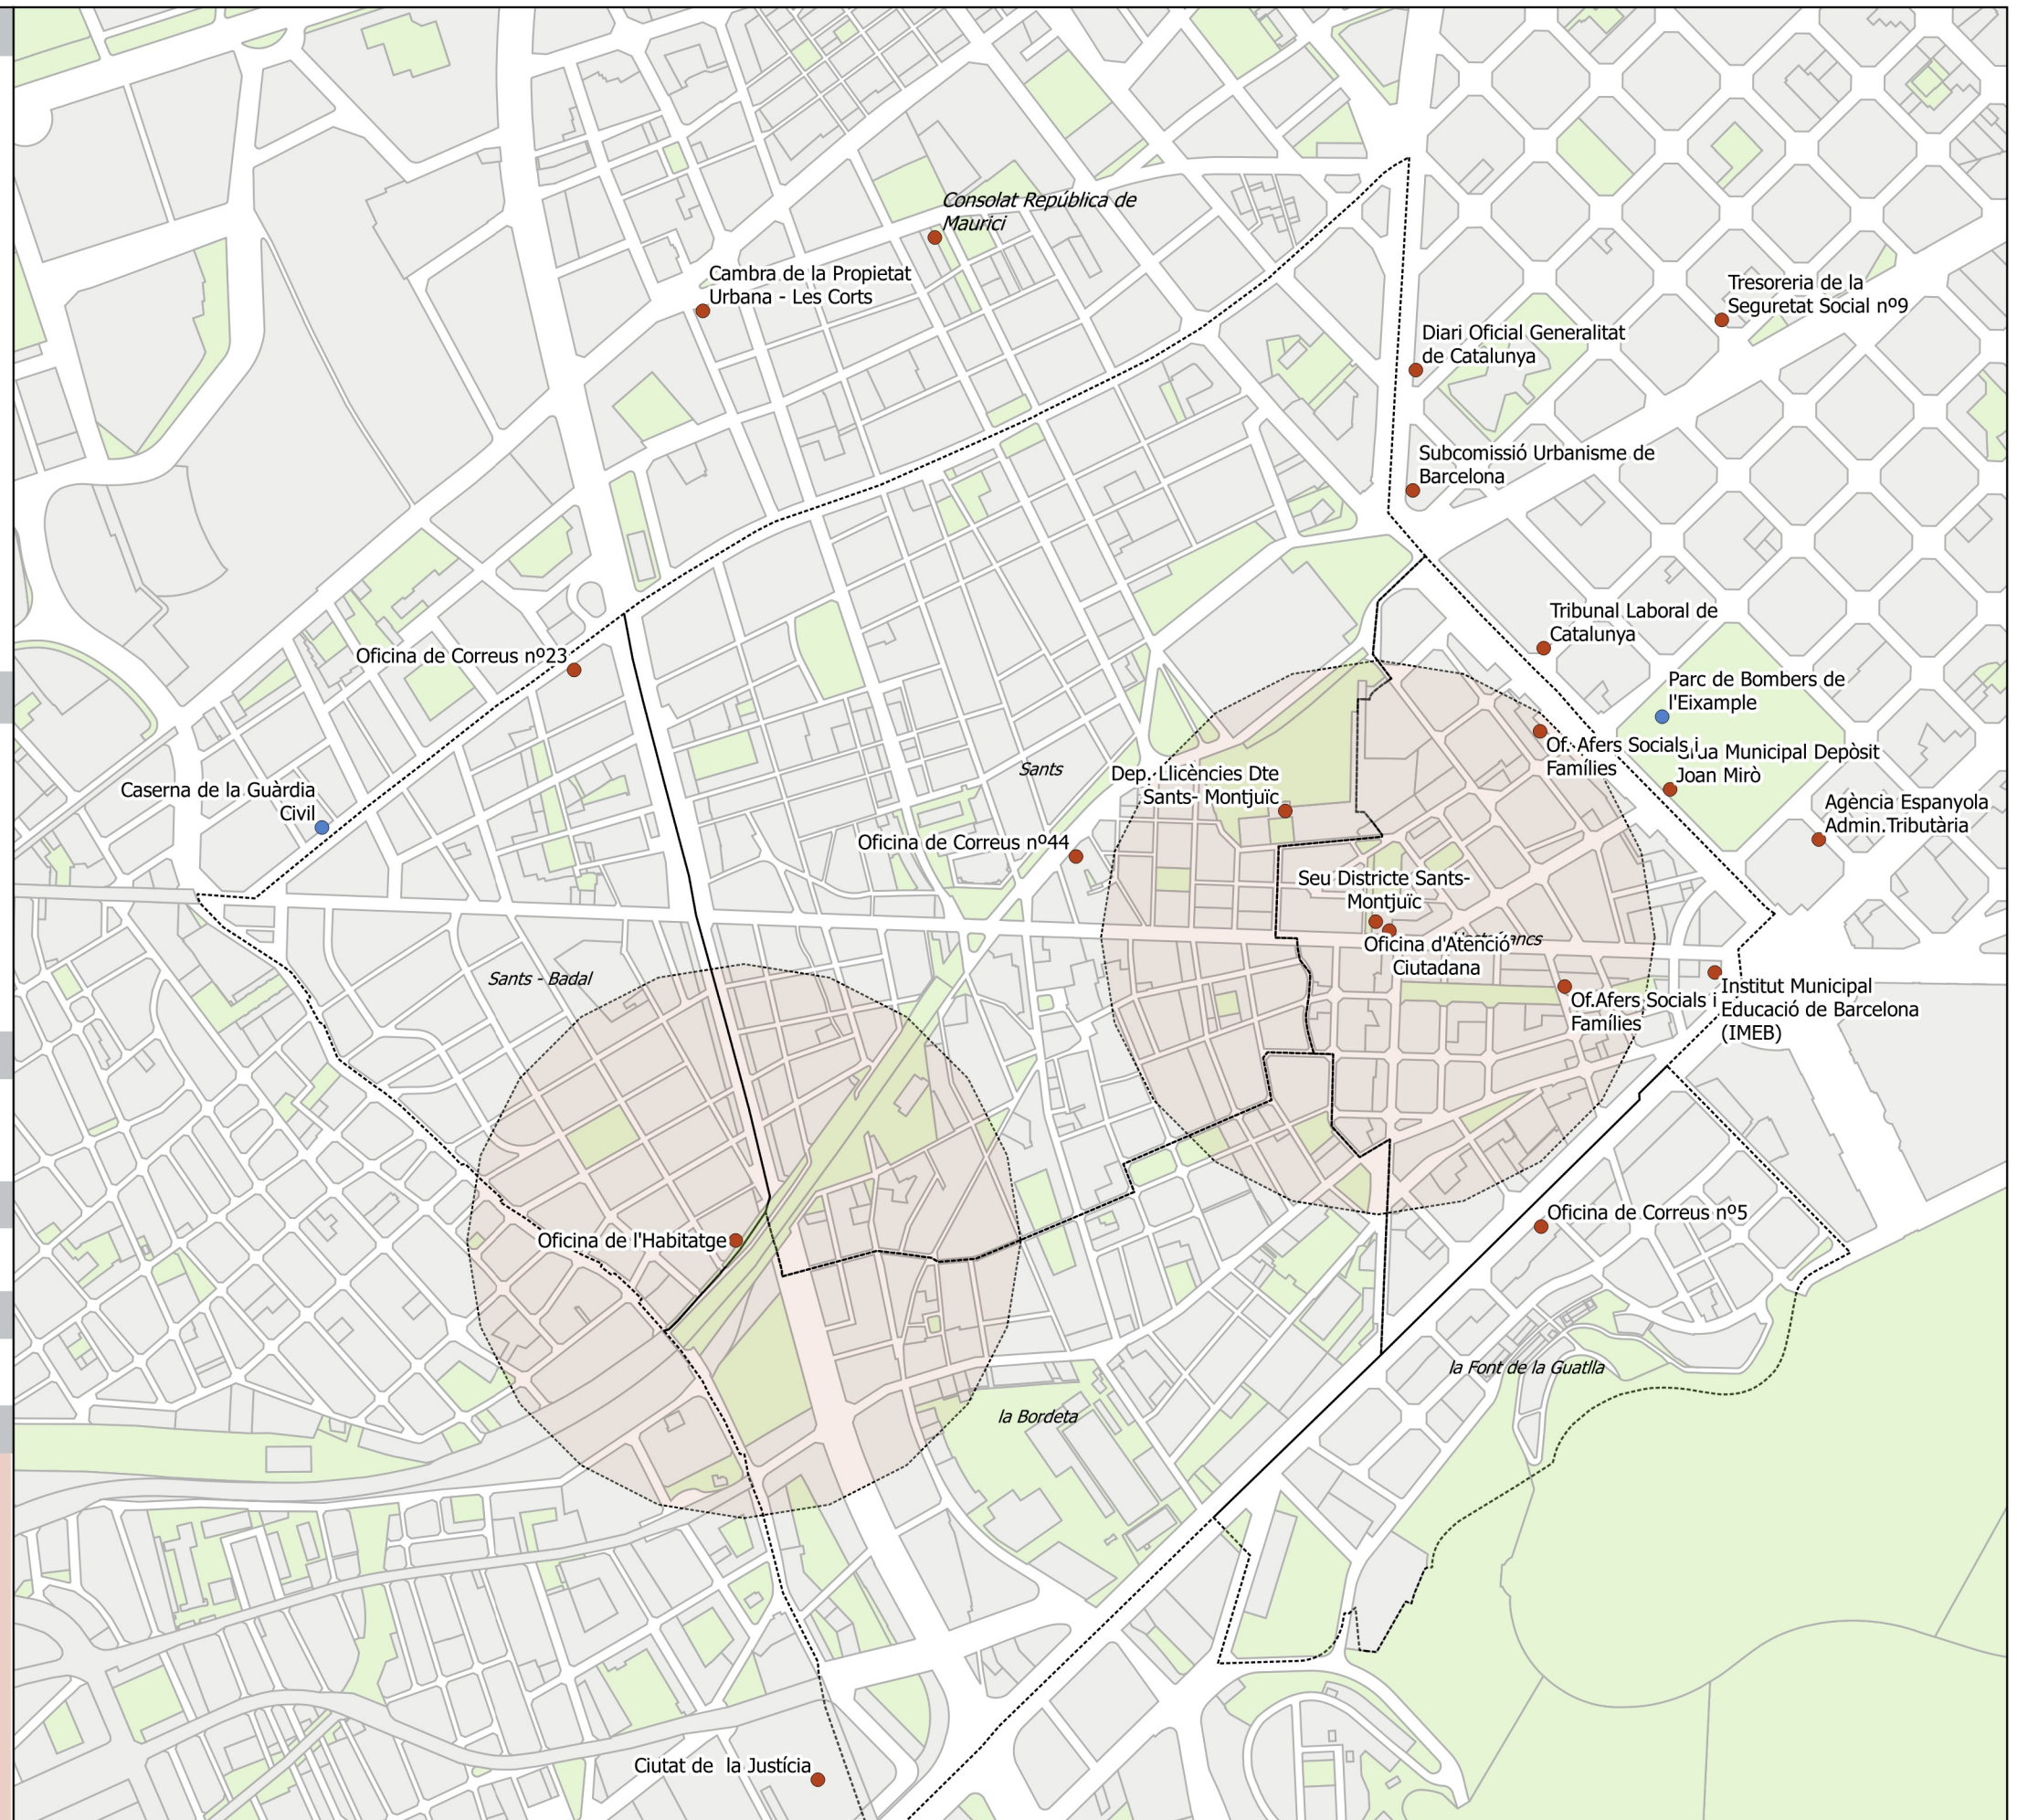 Consolat República de
Maurici
Cambra de la Propietat
Urbana - Les Corts
Tresoreria de la
Seguretat Social nº9
Diari Oficial Generalitat
de Catalunya
Subcomissió Urbanisme de
Barcelona
Tribunal Laboral de
Catalunya
Oficina de Correus nº23
Parc de Bombers de
l'Eixample
Of. Afers Socials i
Famílies
Municipal Depòsit
Joan Mirò
Sants
Dep. Llicències Dte
Sants- Montjuïc
Caserna de la Guàrdia
Civil
Agència Espanyola
Admin.Tributària
Oficina de Correus nº44
Seu Districte Sants-
Montjuïc
Oficina d'Atenció
Ciutadana
Sants - Badal
Of.Afers Socials i
Famílies
Institut Municipal
Educació de Barcelona
(IMEB)
Oficina de Correus nº5
Oficina de l'Habitatge
la Font de la Guatlla
la Bordeta
Ciutat de  la Justícia